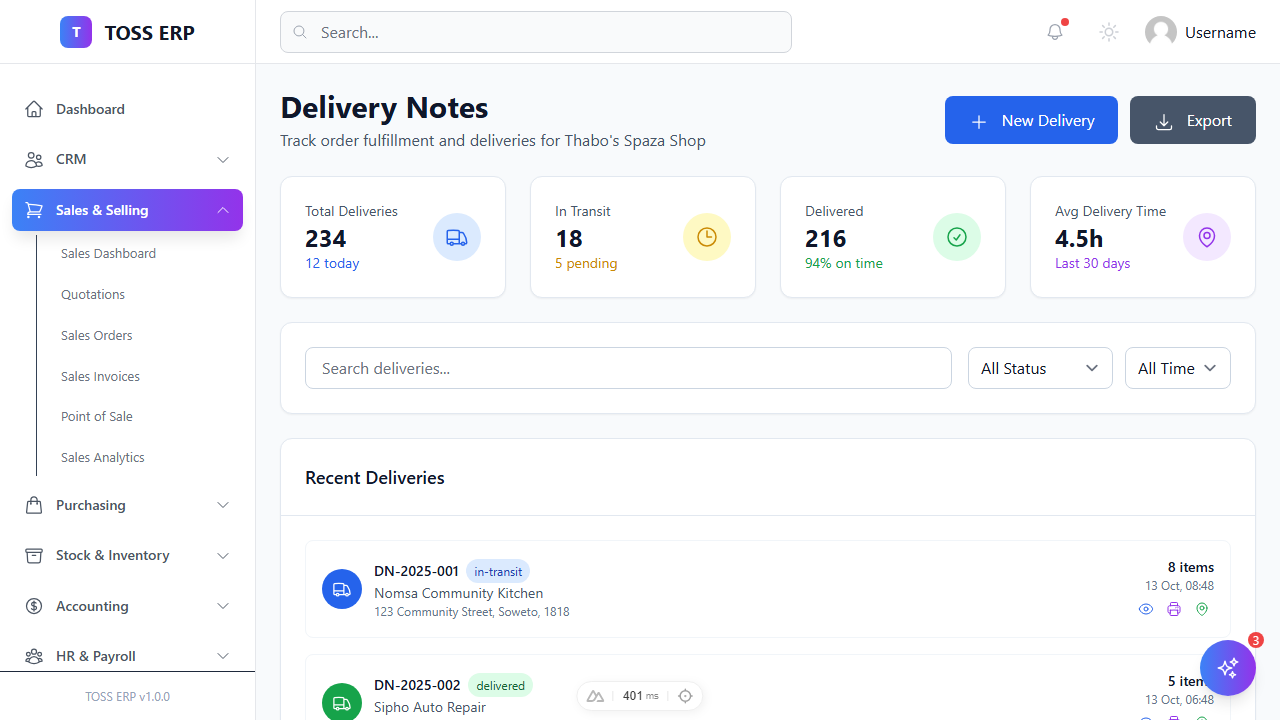 T TOSS ERP
Search...
Username
Dashboard
CRM
Sales & Selling
Sales Dashboard
Quotations
Sales Orders
Sales Invoices
Point of Sale
Sales Analytics
Purchasing
Stock & Inventory
Accounting
HR & Payroll
TOSS ERP v1.0.0
Delivery Notes
Track order fulfillment and deliveries for Thabo's Spaza Shop
New Delivery
Export
Total Deliveries
234
12 today
In Transit
18
5 pending
Delivered
216
94% on time
Avg Delivery Time
4.5h
Last 30 days
Search deliveries...
All Status
All Time
Recent Deliveries
DN-2025-001 in-transit
Nomsa Community Kitchen
123 Community Street, Soweto, 1818
8 items
13 Oct, 08:48
DN-2025-002 delivered
Sipho Auto Repair
5
13 Oct, 06:48
3
401 ms